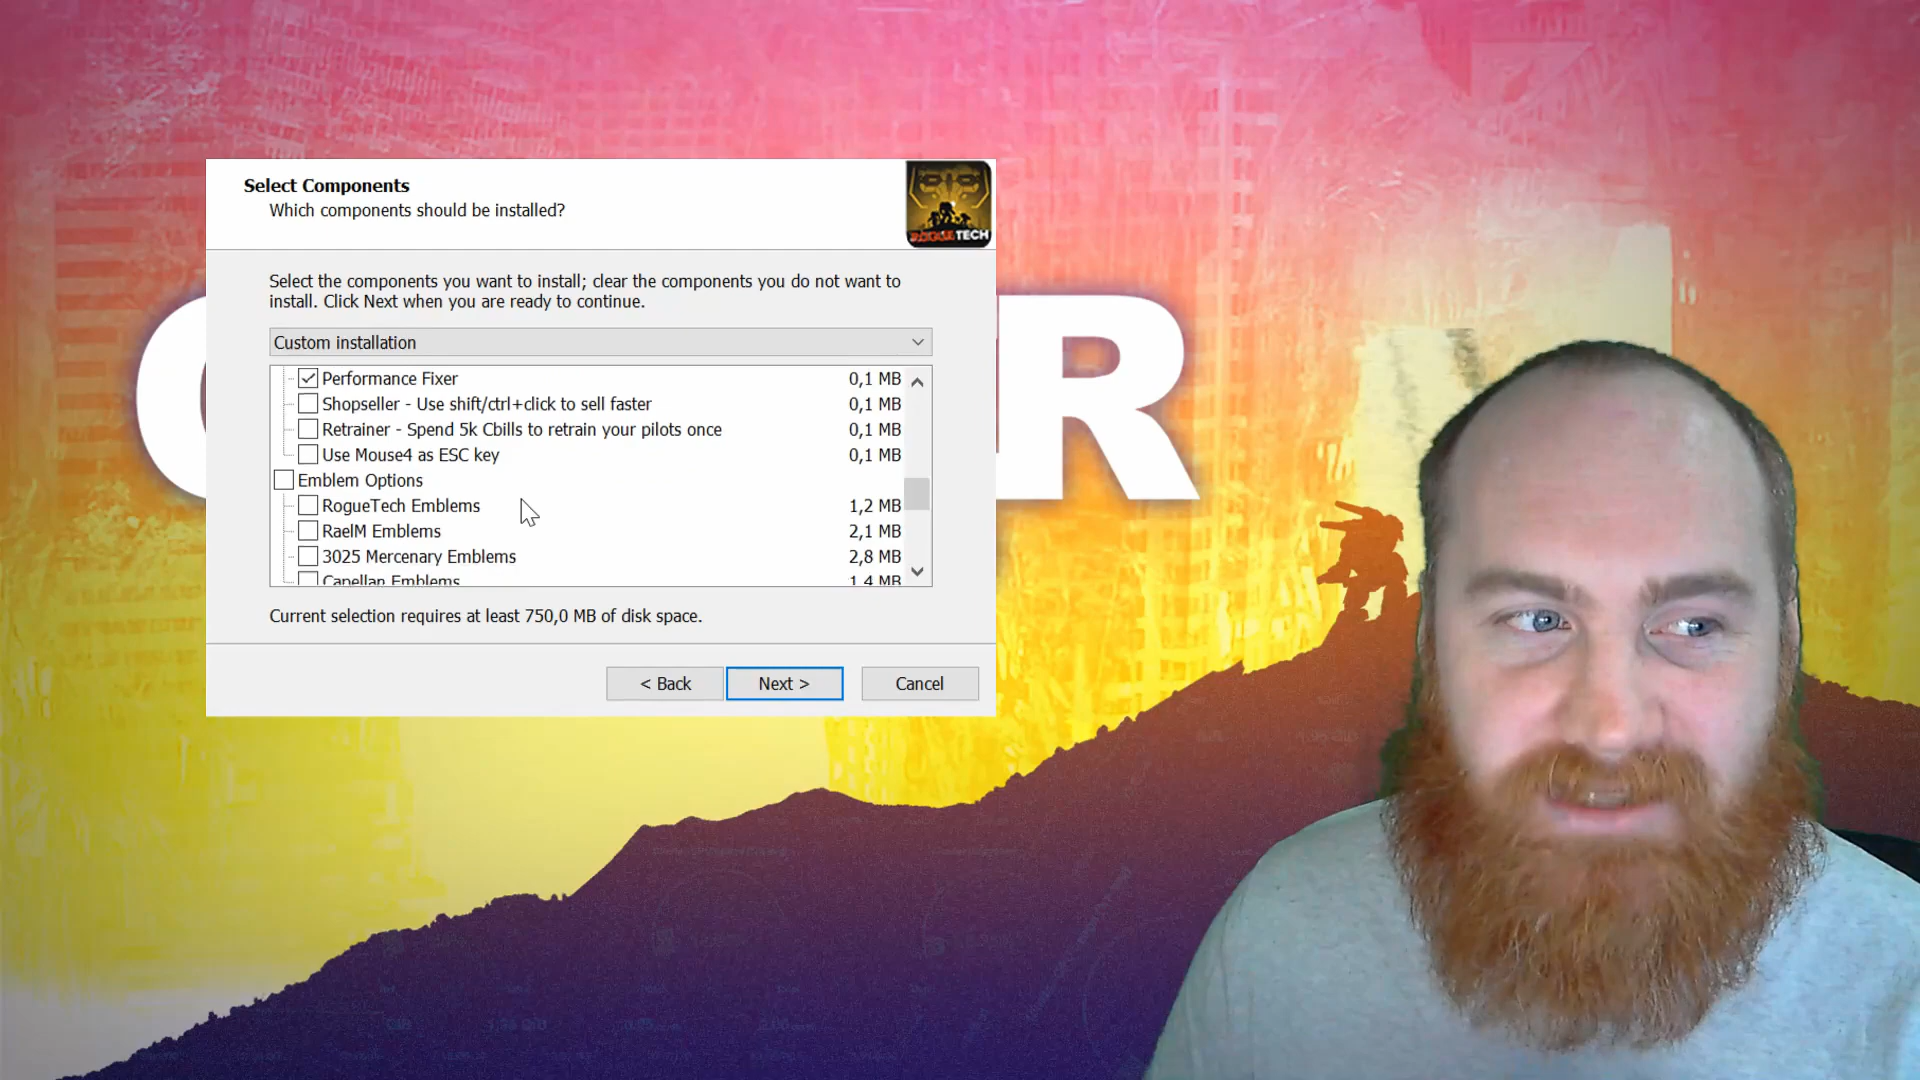 Select Components
Which components should be installed?
ROGUETECH
Select the components you want to install; clear the components you do not want to
install. Click Next when you are ready to continue.
Custom installation
Performance Fixer 0,1 MB
Shopseller - Use shift/ctrl+click to sell faster 0,1 MB
Retrainer - Spend 5k Cbills to retrain your pilots once 0,1 MB
Use Mouse4 as ESC key 0,1 MB
Emblem Options
RogueTech Emblems 1,2 MB
RaelM Emblems 2,1 MB
3025 Mercenary Emblems 2,8 MB
Capellan Emblems 1,4 MB
Current selection requires at least 750,0 MB of disk space.
< Back Next > Cancel
R